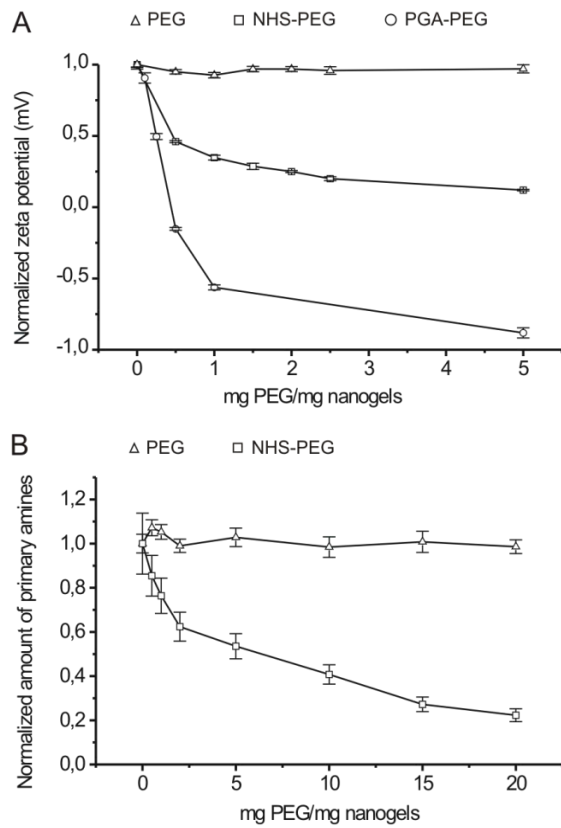 A
PEG NHS-PEG PGA-PEG
Normalized zeta potential (mV)
1,0
0,5
0,0
-0,5
-1,0
0 1 2 3 4 5
mg PEG/mg nanogels
B
PEG NHS-PEG
Normalized amount of primary amines
1,2
1,0
0,8
0,6
0,4
0,2
0,0
0 5 10 15 20
mg PEG/mg nanogels